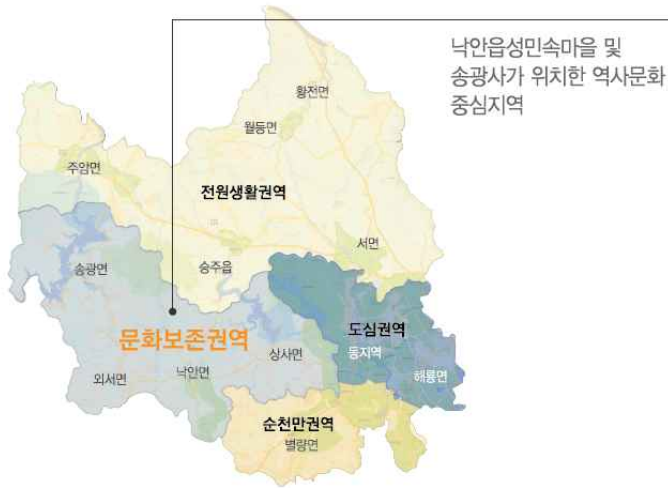 낙안읍성민속마을 및
송광사가 위치한 역사문화
중심지역
황전면
월등면
주암면
전원생활권역
서면
승주읍
송광면
도심권역
문화보존권역
동지역
상사면
해룡면
낙안면
외서면
순천만권역
별량면